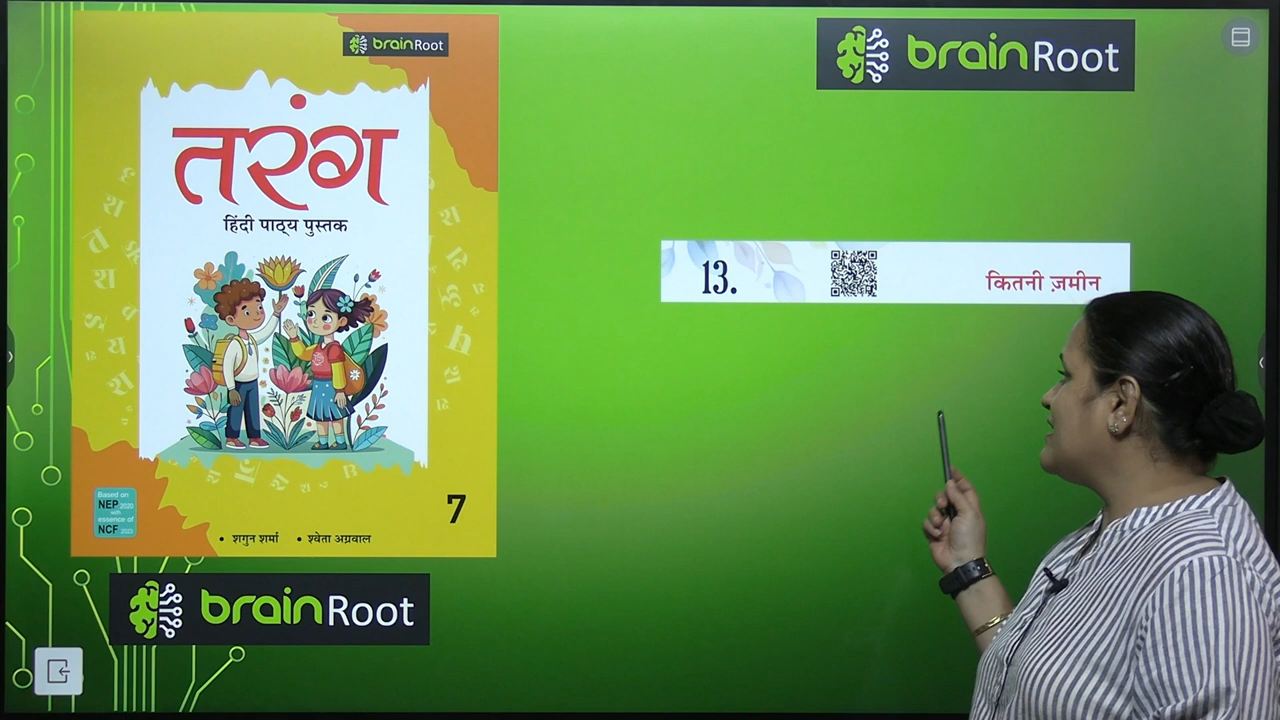 brainRoot
तरंग
हिंदी पाठ्य पुस्तक
Based on
NEP 2020
with
essence of
NCF 2023
7
• शगुन शर्मा • श्वेता अग्रवाल
brainRoot
brainRoot
13.
कितनी ज़मीन